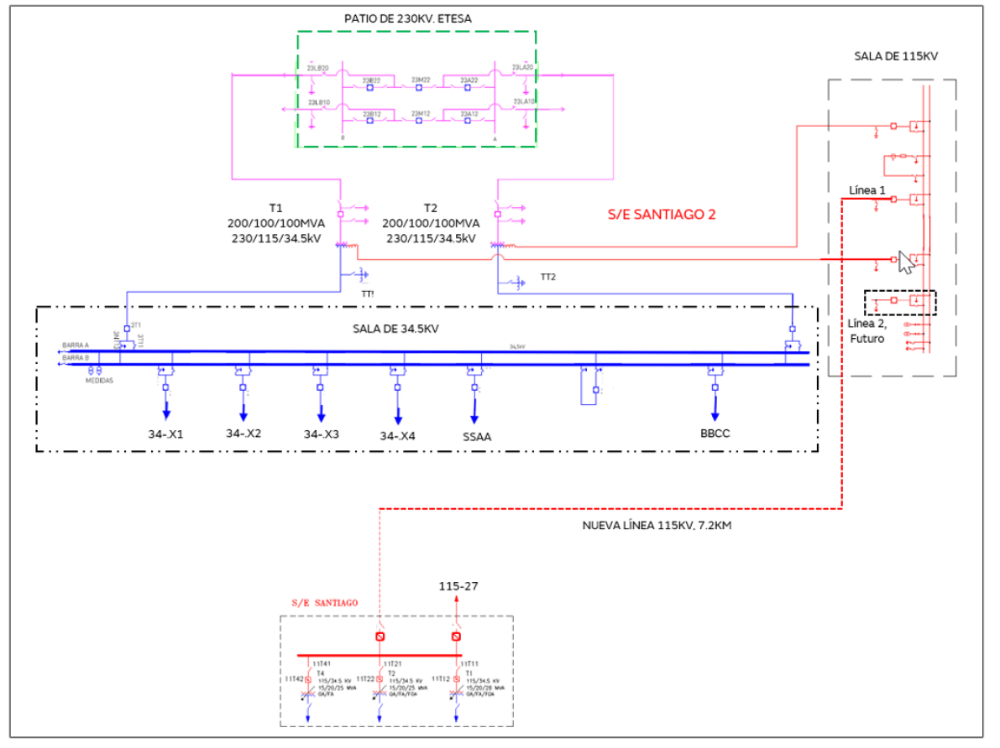 PATIO DE 230KV. ETESA
SALA DE 115KV
23LB20
23LA20
23B22
23M22
23A22
23LB10
23LA10
23B12
23M12
23A12
B
A
Línea 1
T1
200/100/100MVA
230/115/34.5kV
T2
200/100/100MVA
230/115/34.5kV
S/E SANTIAGO 2
TT1
TT2
Línea 2,
Futuro
SALA DE 34.5KV
3T1
3T11
BARRA A
34,5kV
BARRA B
MEDIDAS
34-.X1
34-.X2
34-.X3
34-.X4
SSAA
BBCC
NUEVA LÍNEA 115KV, 7.2KM
115-27
S/E SANTIAGO
11T41
11T21
11T11
11T42
T4
115/34.5 KV
15/20/25 MVA
OA/FA
11T22
T2
115/34.5 KV
15/20/25 MVA
OA/FA/FOA
11T12
T1
115/34.5 KV
15/20/28 MVA
OA/FA/FOA